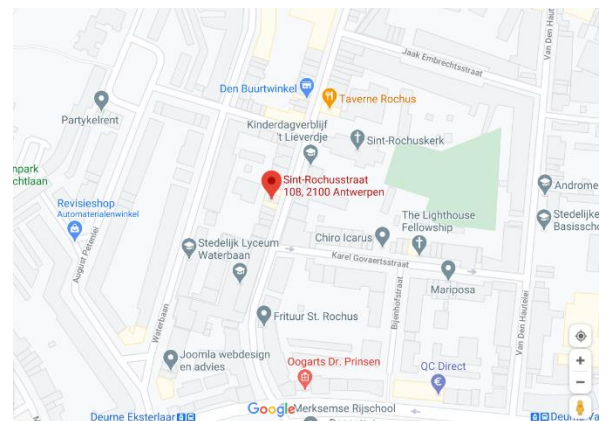 Jaak Embrechtsstraat
Van Den
Den Buurtwinkel
Taverne Rochus
Partykelrent
Kinderdagverblijf
't Lieverdje
Sint-Rochuskerk
npark
chtlaan
Sint-Rochusstraat
108, 2100 Antwerpen
Androme
Revisieshop
Automaterialenwinkel
The Lighthouse
Fellowship
Stedelijke
Basissch
Chiro Icarus
Stedelijk Lyceum
Waterbaan
Karel Govaertsstraat
August Petenlei
Mariposa
Bijenhofstraat
Van Den Hautelei
Waterbaan
Frituur St. Rochus
Joomla webdesign
en advies
Oogarts Dr. Prinsen
QC Direct
Google
Merksemse Rijschool
Deurne Eksterlaar
Deurne Va